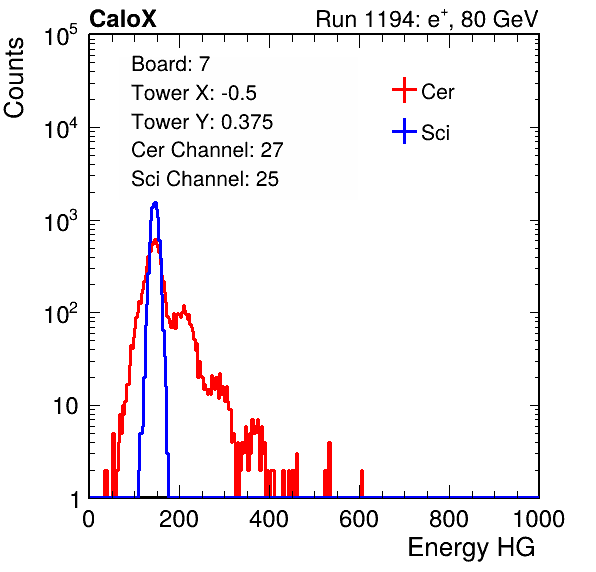 CaloX Run 1194: e⁺, 80 GeV
Counts
10⁵
10⁴
10³
10²
10
1
Board: 7
Tower X: -0.5
Tower Y: 0.375
Cer Channel: 27
Sci Channel: 25
Cer
Sci
0 200 400 600 800 1000
Energy HG